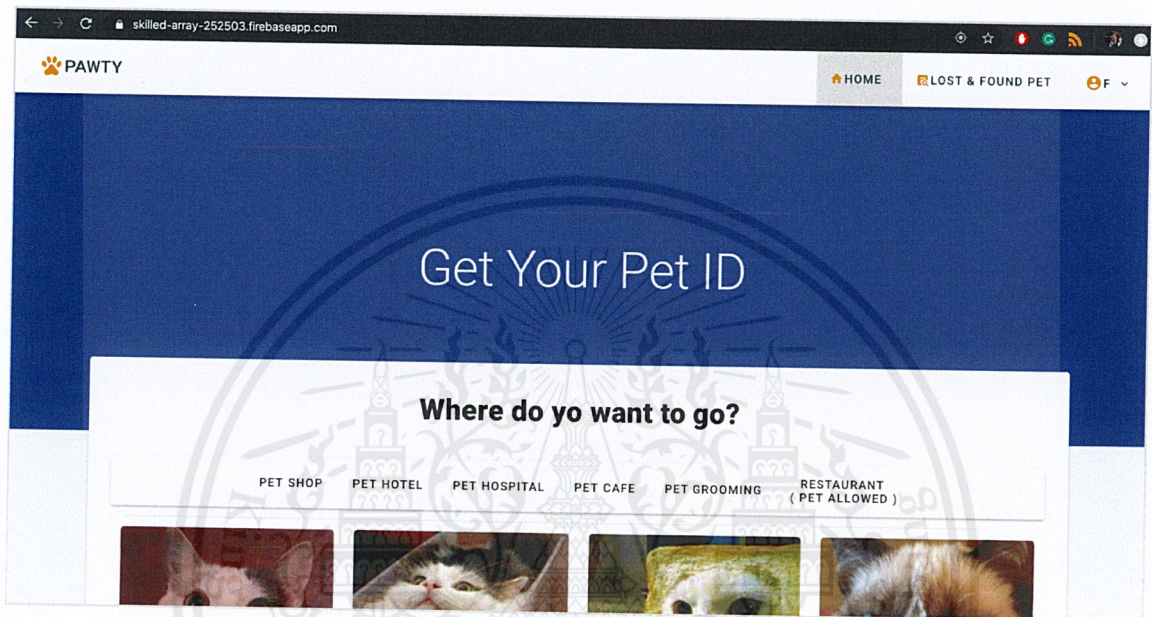 skilled-array-252503.firebaseapp.com
PAWTY
HOME
LOST & FOUND PET
F
Get Your Pet ID
Where do yo want to go?
PET SHOP
PET HOTEL
PET HOSPITAL
PET CAFE
PET GROOMING
RESTAURANT
( PET ALLOWED )